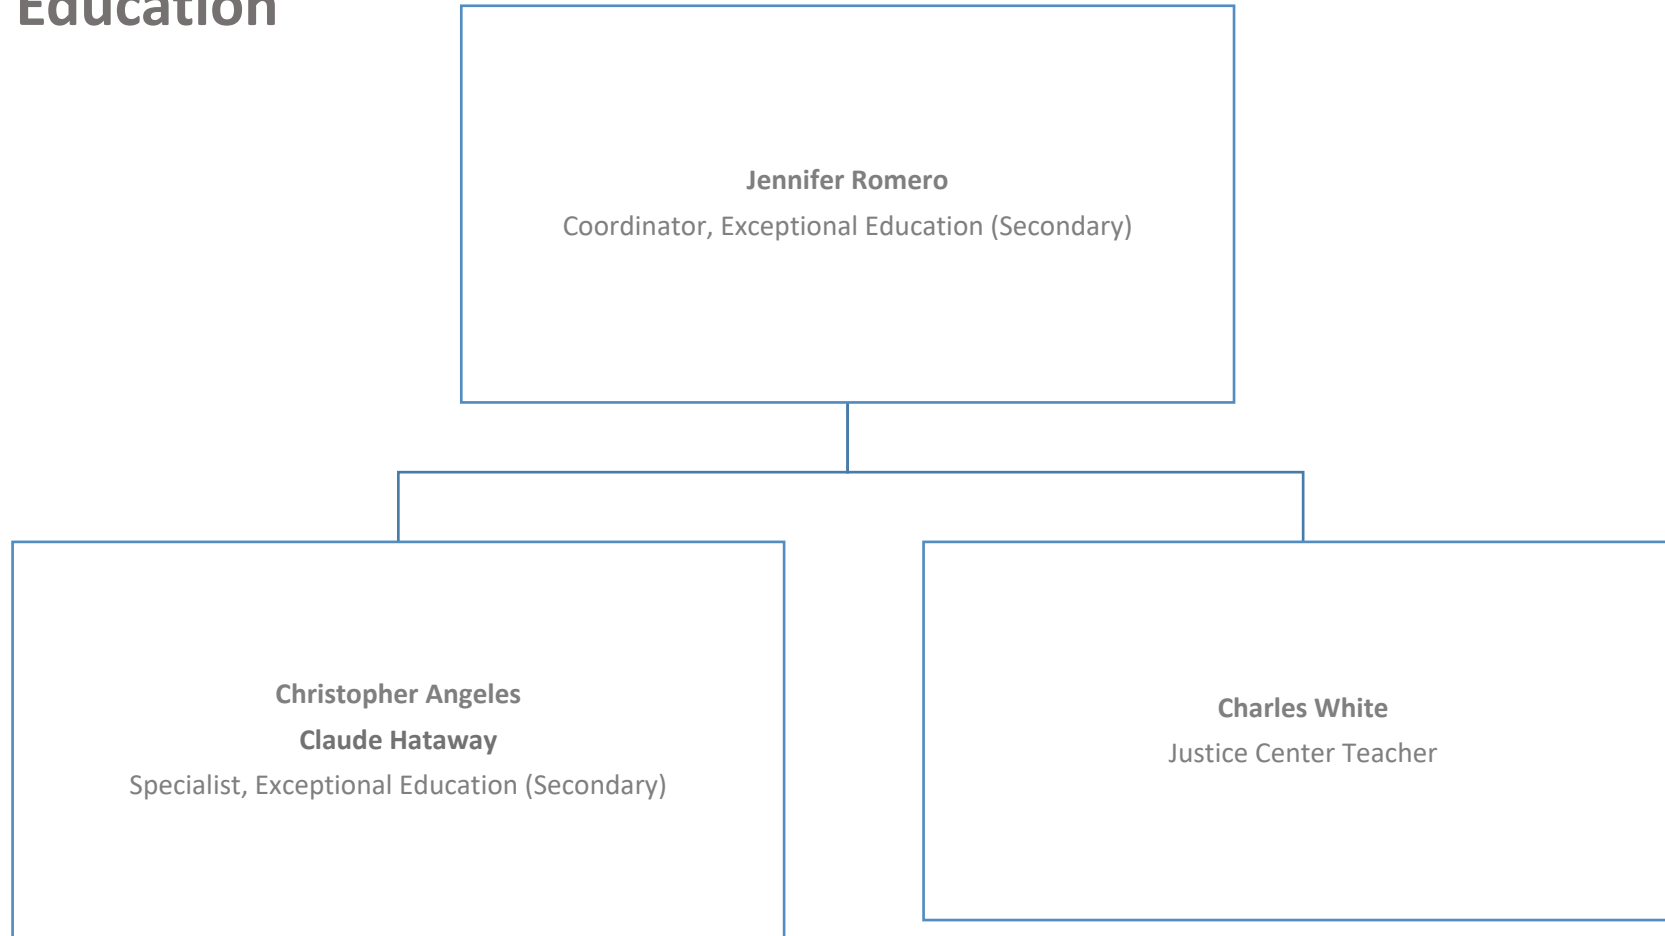 Education
Jennifer Romero
Coordinator, Exceptional Education (Secondary)
Christopher Angeles
Claude Hataway
Specialist, Exceptional Education (Secondary)
Charles White
Justice Center Teacher